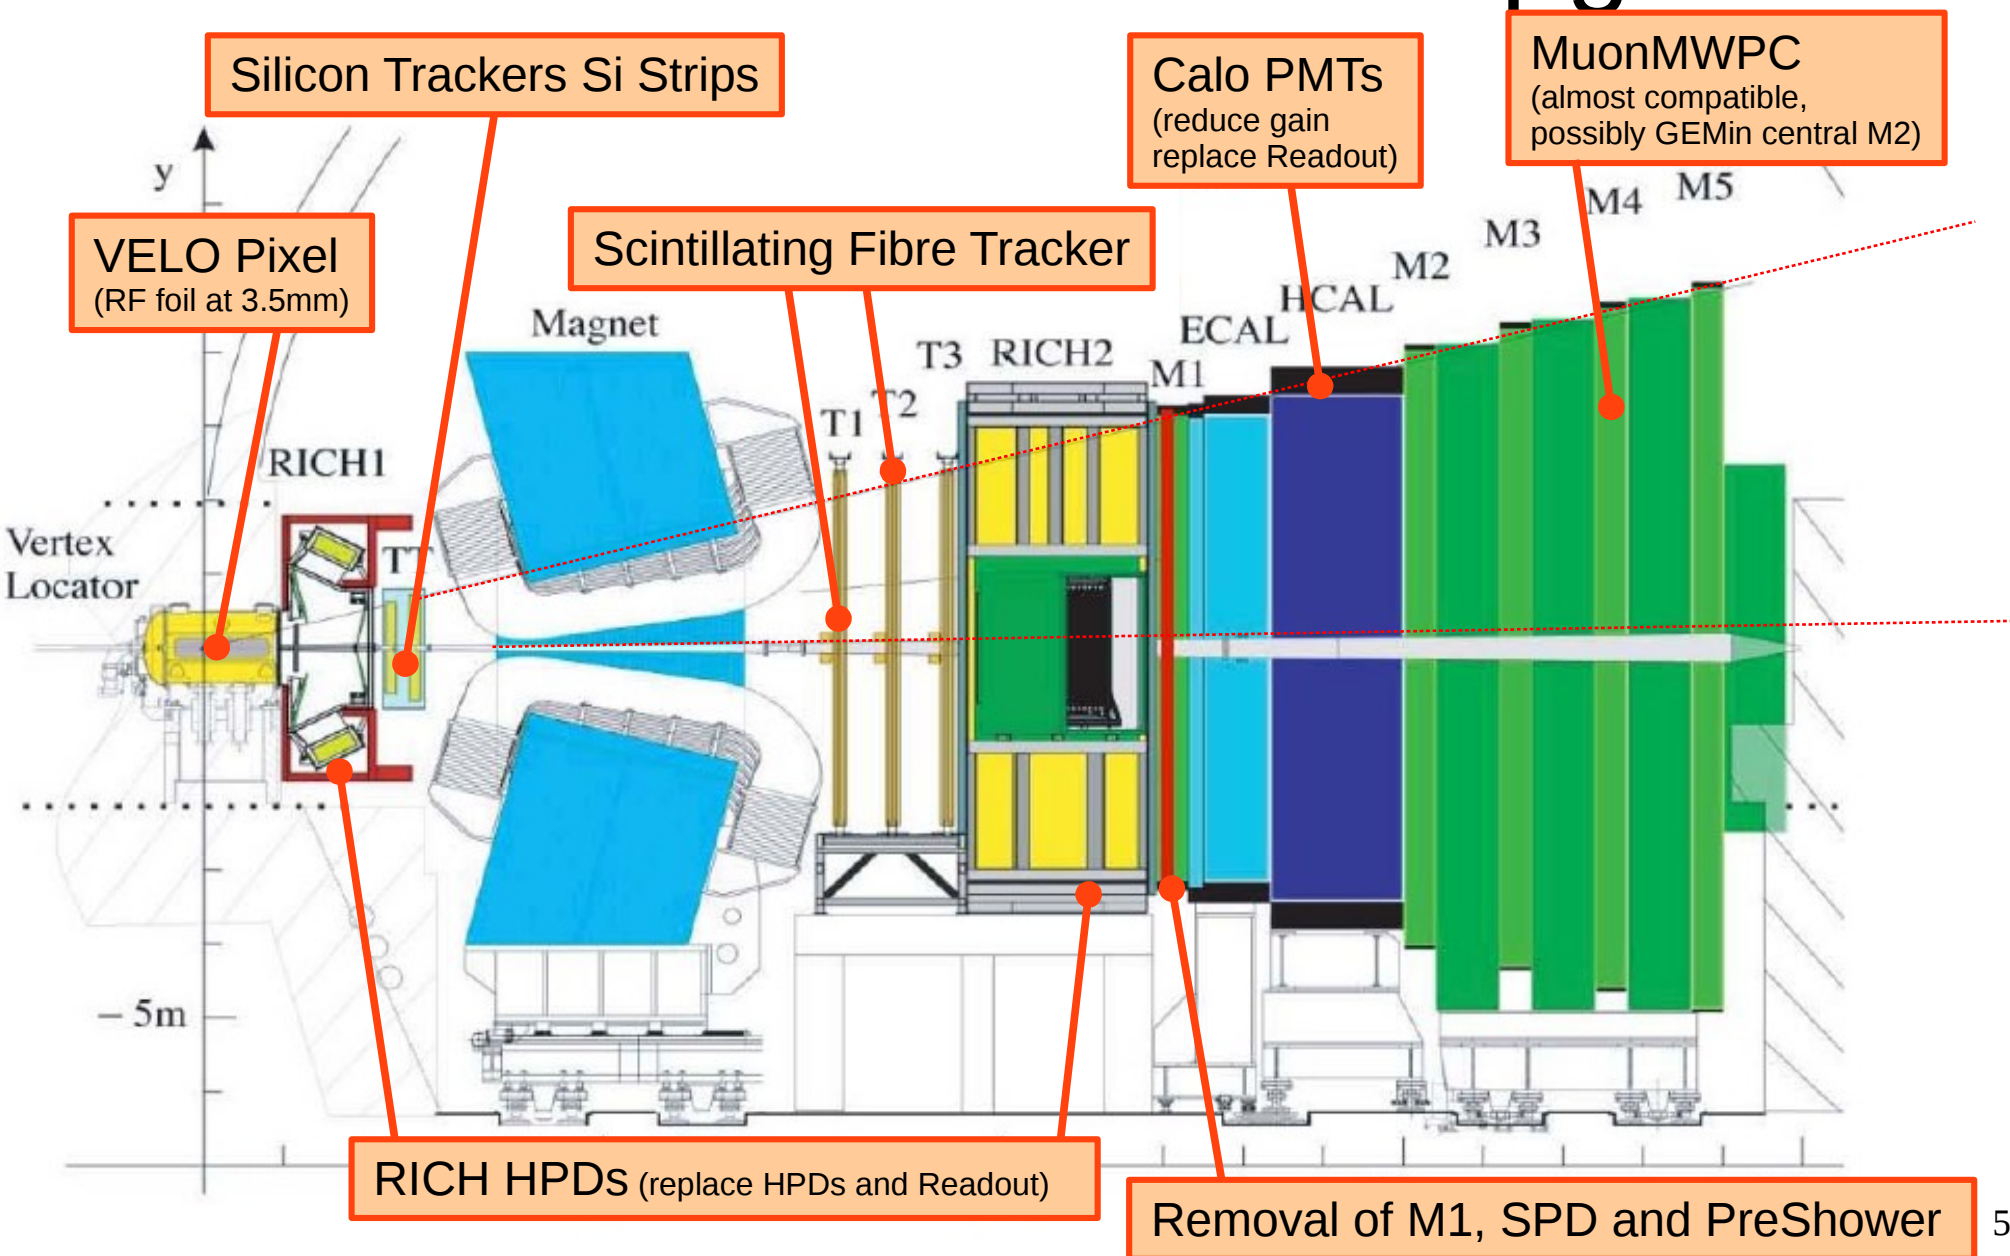 Silicon Trackers Si Strips
Calo PMTs
(reduce gain
replace Readout)
MuonMWPC
(almost compatible,
possibly GEMin central M2)
y
VELO Pixel
(RF foil at 3.5mm)
Scintillating Fibre Tracker
Magnet
T1
T2
T3
RICH2
M1
ECAL
HCAL
M2
M3
M4
M5
RICH1
Vertex
Locator
TT
– 5m
RICH HPDs (replace HPDs and Readout)
Removal of M1, SPD and PreShower
5